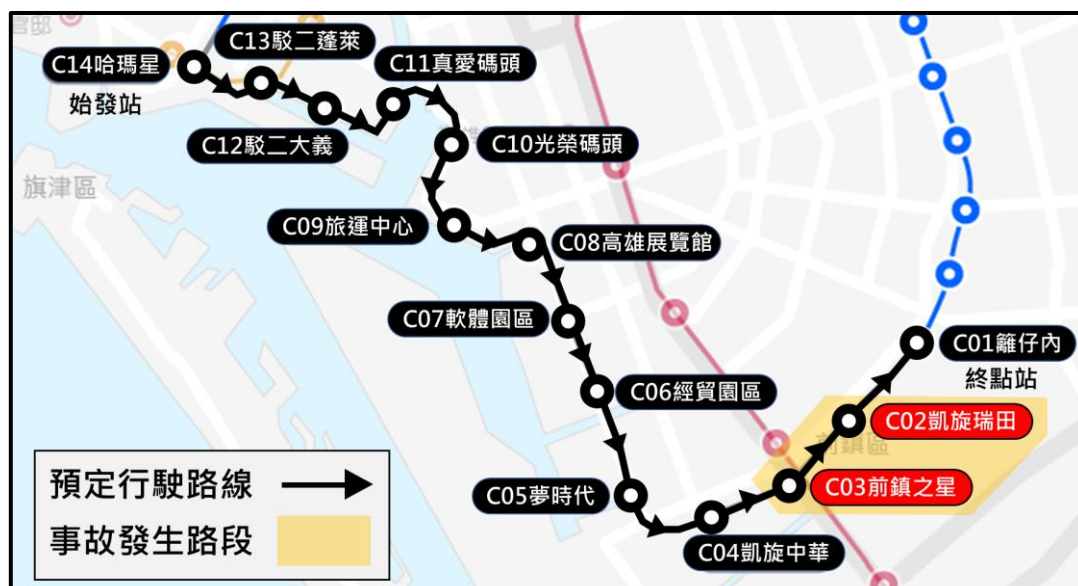 官邸
C13駁二蓬萊
C14哈瑪星
始發站
C11真愛碼頭
C12駁二大義
C10光榮碼頭
旗津區
C09旅運中心
C08高雄展覽館
C07軟體園區
C01籬仔內
終點站
C06經貿園區
C02凱旋瑞田
前鎮區
C03前鎮之星
C05夢時代
C04凱旋中華
預定行駛路線
事故發生路段